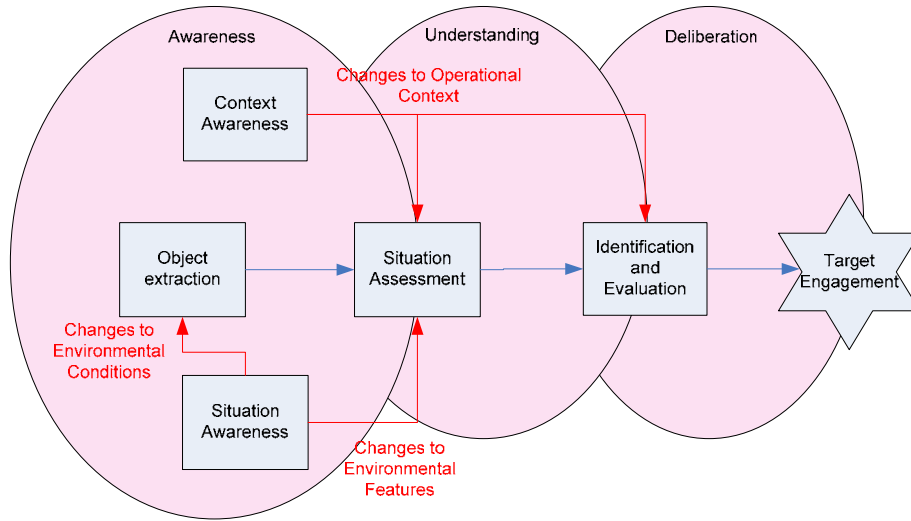 Awareness
Understanding
Deliberation
Changes to Operational
Context
Context
Awareness
Object
extraction
Situation
Assessment
Identification
and
Evaluation
Target
Engagement
Changes to
Environmental
Conditions
Situation
Awareness
Changes to
Environmental
Features